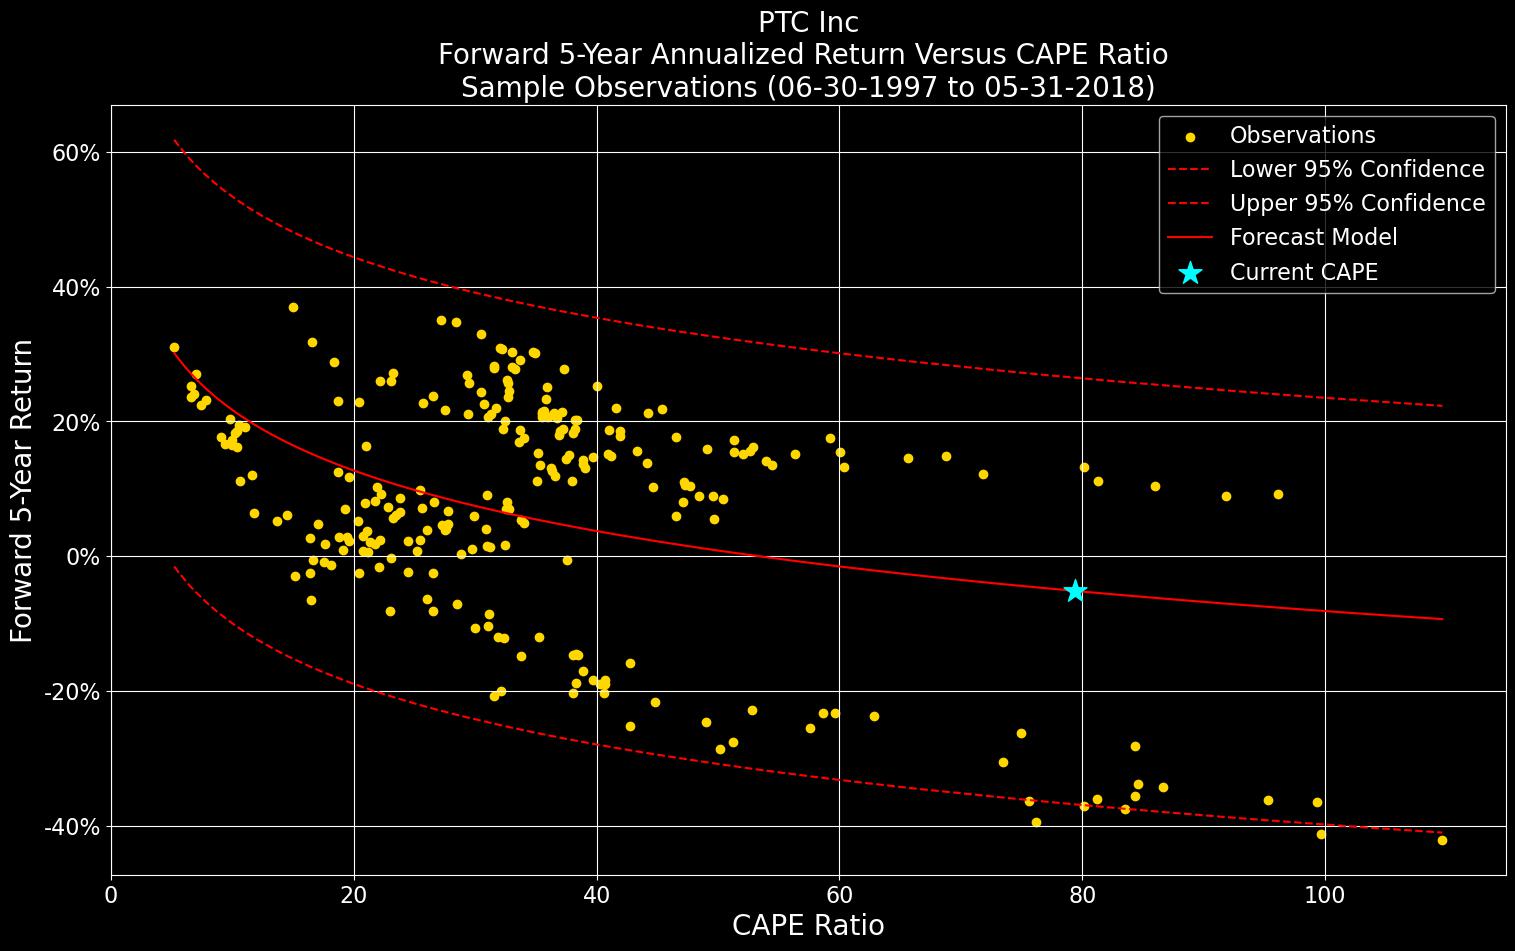 PTC Inc
Forward 5-Year Annualized Return Versus CAPE Ratio
Sample Observations (06-30-1997 to 05-31-2018)
Observations
Lower 95% Confidence
Upper 95% Confidence
Forecast Model
Current CAPE
Forward 5-Year Return
60%
40%
20%
0%
-20%
-40%
0 20 40 60 80 100
CAPE Ratio